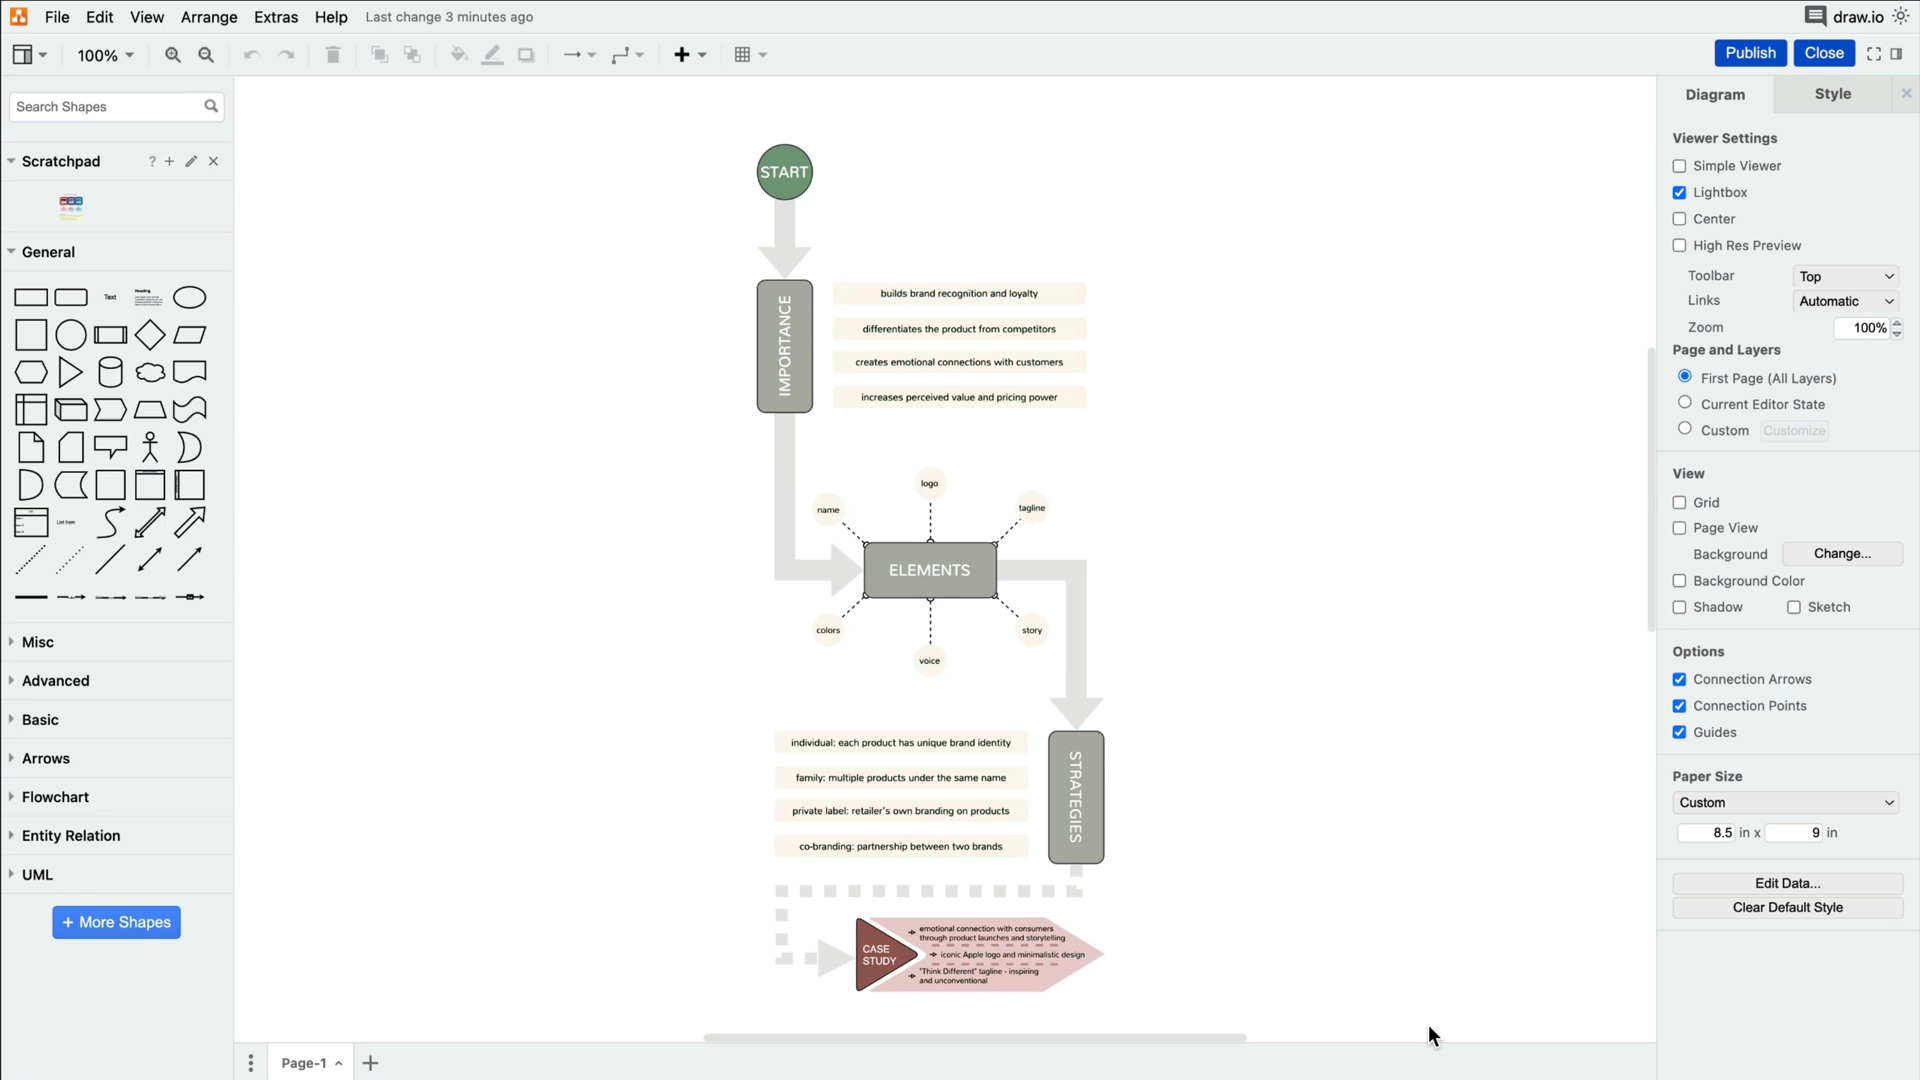 File Edit View Arrange Extras Help Last change 3 minutes ago
draw.io
100%
Publish Close
Search Shapes
Scratchpad
?
General
Text
Heading
List Item
Misc
Advanced
Basic
Arrows
Flowchart
Entity Relation
UML
+ More Shapes
START
IMPORTANCE
builds brand recognition and loyalty
differentiates the product from competitors
creates emotional connections with customers
increases perceived value and pricing power
logo
name
tagline
ELEMENTS
colors
story
voice
individual: each product has unique brand identity
family: multiple products under the same name
private label: retailer's own branding on products
co-branding: partnership between two brands
STRATEGIES
CASE
STUDY
emotional connection with consumers
through product launches and storytelling
iconic Apple logo and minimalistic design
"Think Different" tagline - inspiring
and unconventional
Page-1
Diagram Style
Viewer Settings
Simple Viewer
Lightbox
Center
High Res Preview
Toolbar Top
Links Automatic
Zoom 100%
Page and Layers
First Page (All Layers)
Current Editor State
Custom Customize
View
Grid
Page View
Background Change...
Background Color
Shadow Sketch
Options
Connection Arrows
Connection Points
Guides
Paper Size
Custom
8.5 in x 9 in
Edit Data...
Clear Default Style